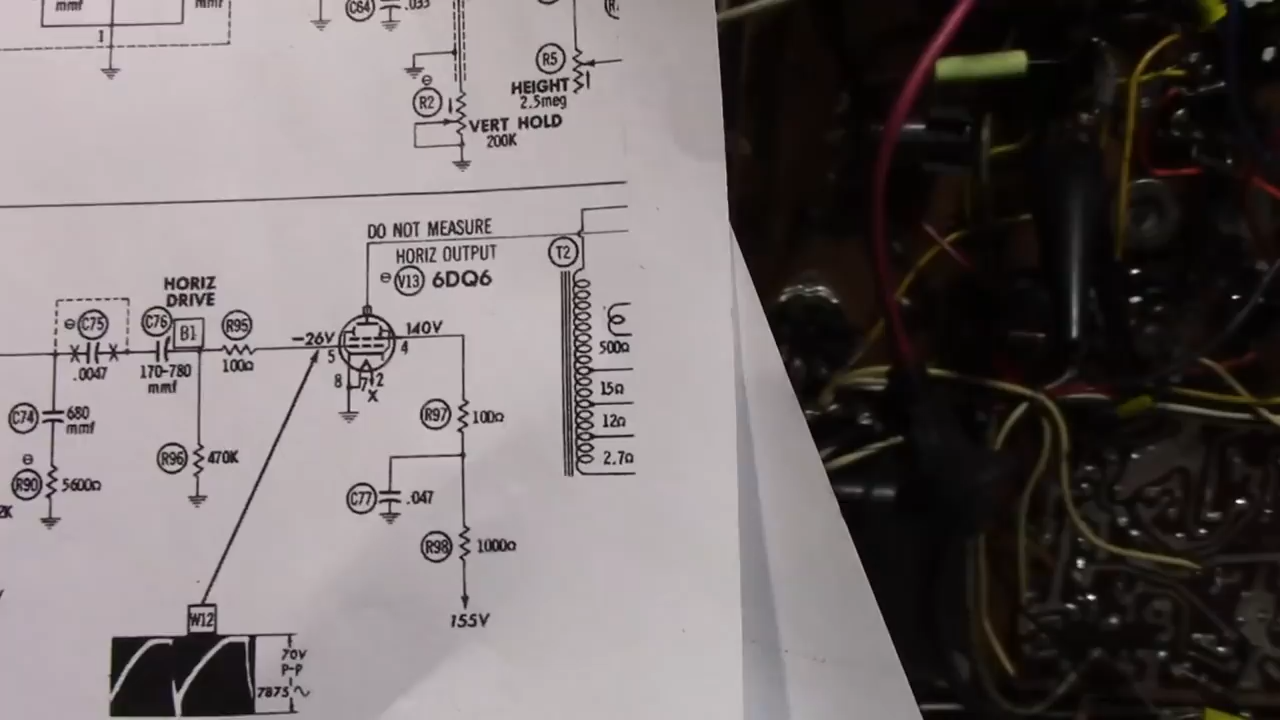 mmf
mmf
1
C64
.033
R5
HEIGHT
2.5meg
R2
VERT HOLD
200K
DO NOT MEASURE
HORIZ OUTPUT
V13 6DQ6
T2
HORIZ
DRIVE
C75
C76
B1
R95
-26V
140V
5
4
.0047
170-780
mmf
100Ω
8
7
2
X
500Ω
15Ω
12Ω
2.7Ω
C74
680
mmf
R97
100Ω
R96
470K
R90
5600Ω
C77
.047
R98
1000Ω
155V
W12
70V
P-P
7875